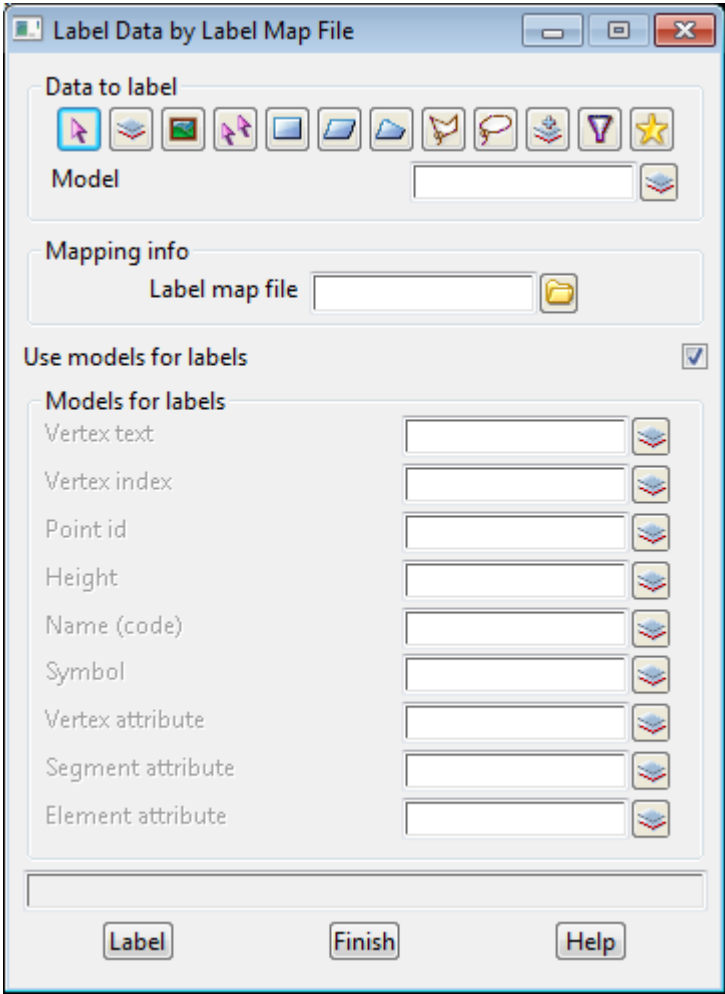 Label Data by Label Map File
Data to label
Model
Mapping info
Label map file
Use models for labels
Models for labels
Vertex text
Vertex index
Point id
Height
Name (code)
Symbol
Vertex attribute
Segment attribute
Element attribute
Label Finish Help